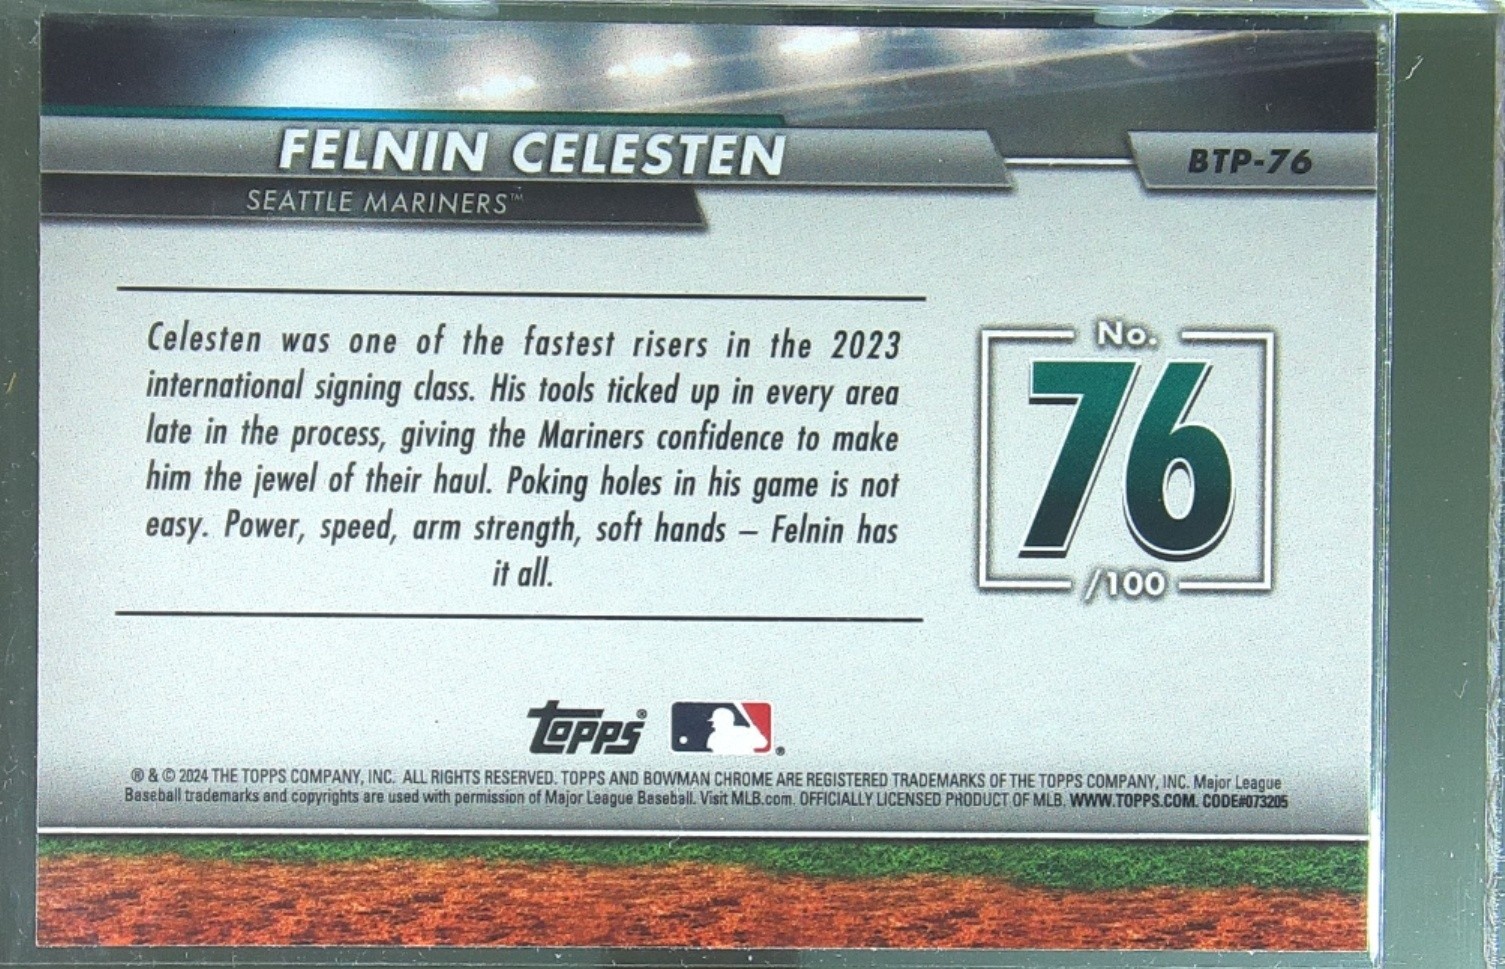 FELNIN CELESTEN
BTP-76
SEATTLE MARINERS™
Celesten was one of the fastest risers in the 2023
international signing class. His tools ticked up in every area
late in the process, giving the Mariners confidence to make
him the jewel of their haul. Poking holes in his game is not
easy. Power, speed, arm strength, soft hands – Felnin has
it all.
No.
76
/100
Topps®
®
® & © 2024 THE TOPPS COMPANY, INC. ALL RIGHTS RESERVED. TOPPS AND BOWMAN CHROME ARE REGISTERED TRADEMARKS OF THE TOPPS COMPANY, INC. Major League
Baseball trademarks and copyrights are used with permission of Major League Baseball. Visit MLB.com. OFFICIALLY LICENSED PRODUCT OF MLB. WWW.TOPPS.COM. CODE#073205